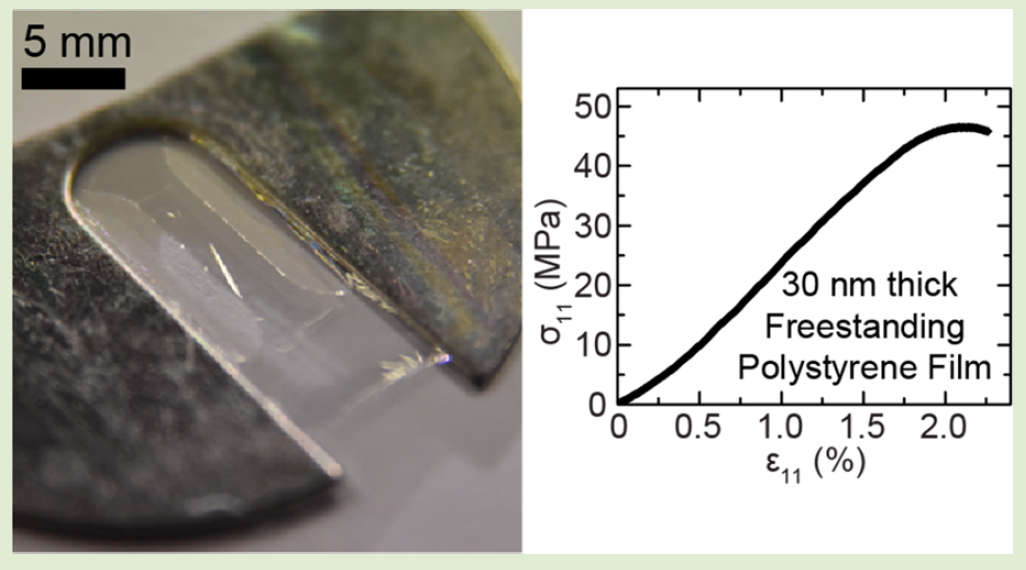 5 mm
σ₁₁ (MPa)
50
40
30
20
10
0
30 nm thick
Freestanding
Polystyrene Film
0 0.5 1.0 1.5 2.0
ε₁₁ (%)